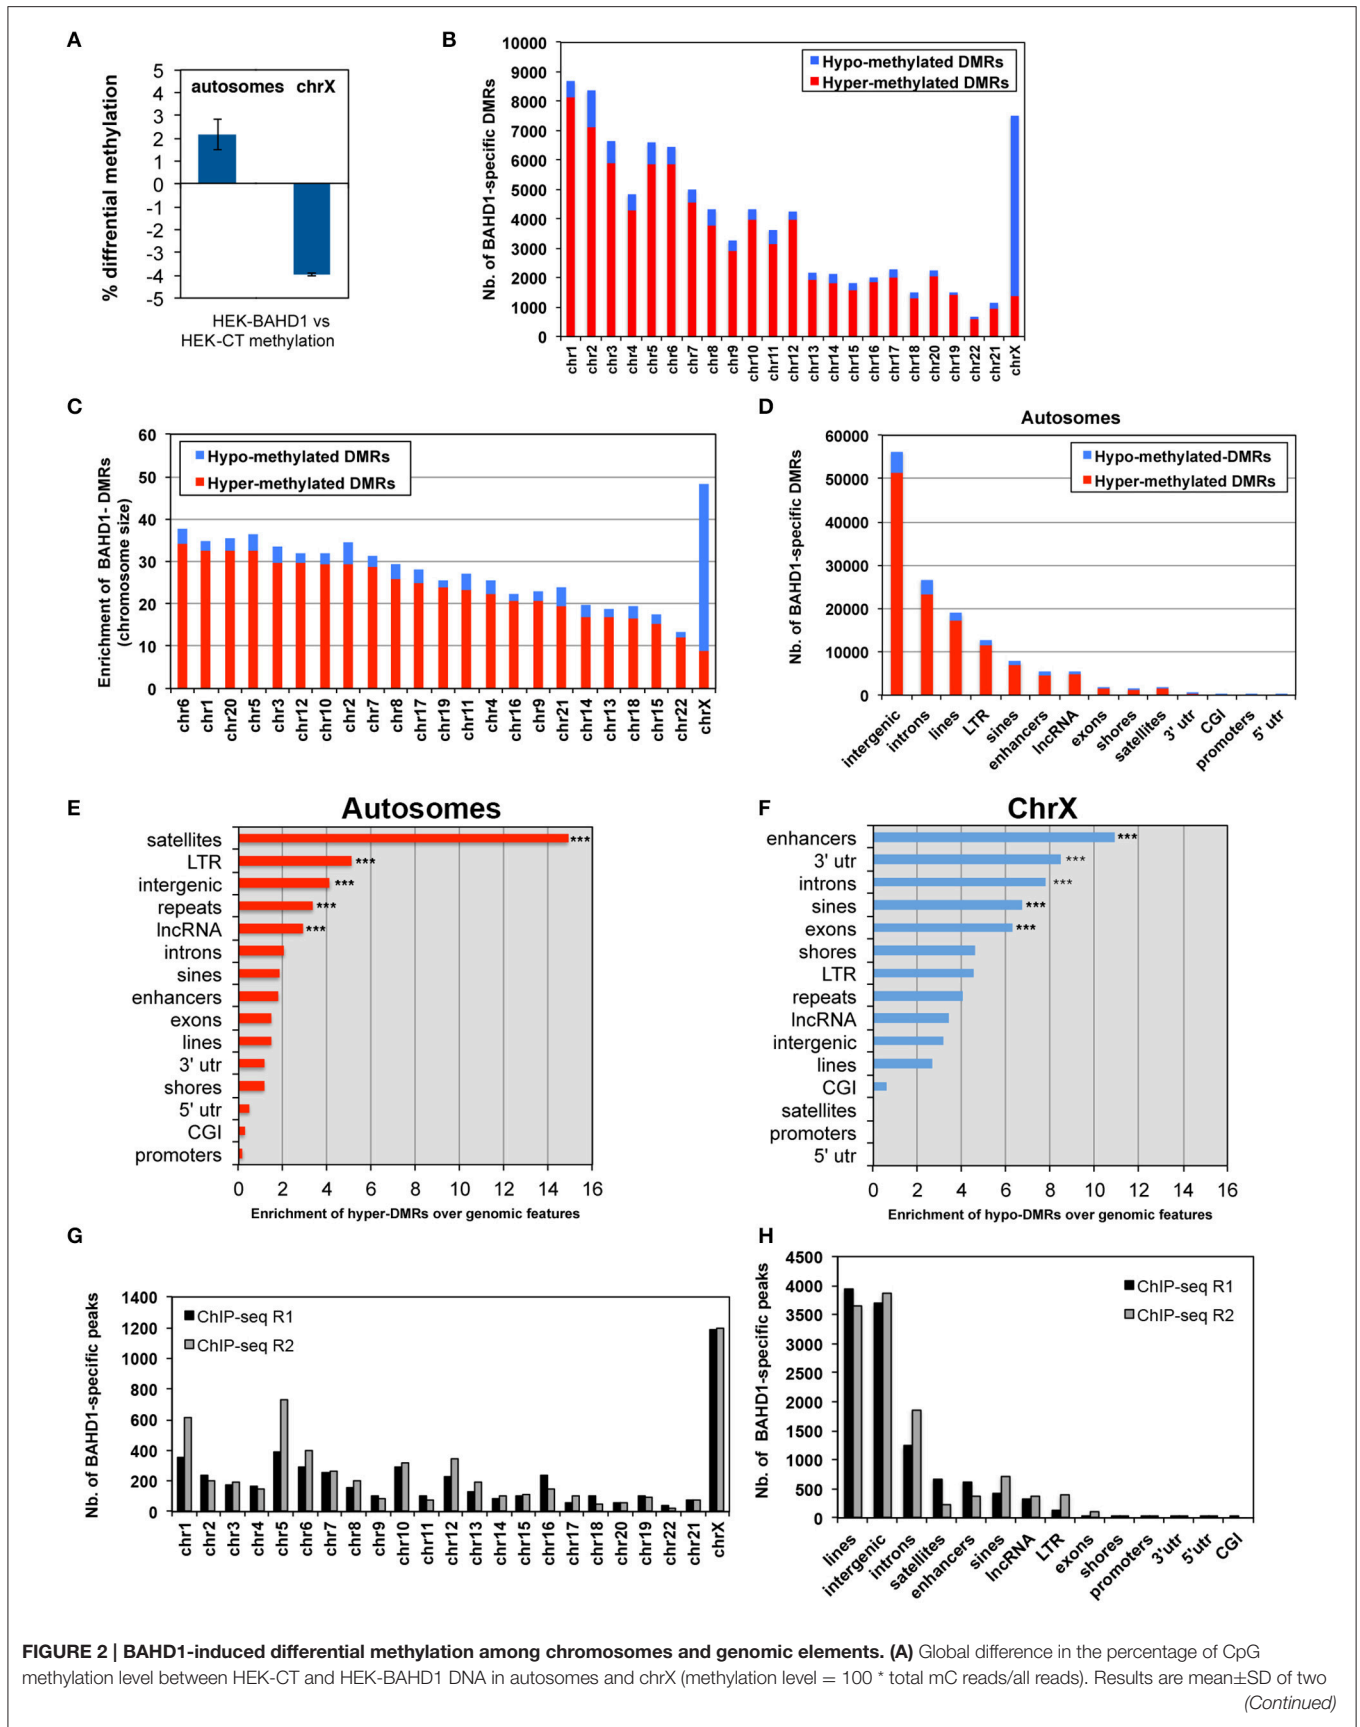 A
5
4
3
2
1
0
-1
-2
-3
-4
-5
autosomes chrX
% diffrential methylation
HEK-BAHD1 vs
HEK-CT methylation
B
10000
9000
8000
7000
6000
5000
4000
3000
2000
1000
0
Nb. of BAHD1-specific DMRs
Hypo-methylated DMRs
Hyper-methylated DMRs
chr1 chr2 chr3 chr4 chr5 chr6 chr7 chr8 chr9 chr10 chr11 chr12 chr13 chr14 chr15 chr16 chr17 chr18 chr20 chr19 chr22 chr21 chrX
C
60
50
40
30
20
10
0
Enrichment of BAHD1- DMRs
(chromosome size)
Hypo-methylated DMRs
Hyper-methylated DMRs
chr6 chr1 chr20 chr5 chr3 chr12 chr10 chr2 chr7 chr8 chr17 chr19 chr11 chr4 chr16 chr9 chr21 chr14 chr13 chr18 chr15 chr22 chrX
D
Autosomes
60000
50000
40000
30000
20000
10000
0
Nb. of BAHD1-specific DMRs
Hypo-methylated-DMRs
Hyper-methylated DMRs
intergenic introns lines LTR sines enhancers lncRNA exons shores satellites 3' utr CGI promoters 5' utr
E
Autosomes
satellites ***
LTR ***
intergenic ***
repeats ***
lncRNA ***
introns
sines
enhancers
exons
lines
3' utr
shores
5' utr
CGI
promoters
0 2 4 6 8 10 12 14 16
Enrichment of hyper-DMRs over genomic features
F
ChrX
enhancers ***
3' utr ***
introns ***
sines ***
exons ***
shores
LTR
repeats
lncRNA
intergenic
lines
CGI
satellites
promoters
5' utr
0 2 4 6 8 10 12 14 16
Enrichment of hypo-DMRs over genomic features
G
1400
1200
1000
800
600
400
200
0
Nb. of BAHD1-specific peaks
ChIP-seq R1
ChIP-seq R2
chr1 chr2 chr3 chr4 chr5 chr6 chr7 chr8 chr9 chr10 chr11 chr12 chr13 chr14 chr15 chr16 chr17 chr18 chr20 chr19 chr22 chr21 chrX
H
4500
4000
3500
3000
2500
2000
1500
1000
500
0
Nb. of BAHD1-specific peaks
ChIP-seq R1
ChIP-seq R2
lines intergenic introns satellites enhancers sines lncRNA LTR exons shores promoters 3'utr 5'utr CGI
FIGURE 2 | BAHD1-induced differential methylation among chromosomes and genomic elements. (A) Global difference in the percentage of CpG
methylation level between HEK-CT and HEK-BAHD1 DNA in autosomes and chrX (methylation level = 100 * total mC reads/all reads). Results are mean±SD of two
(Continued)